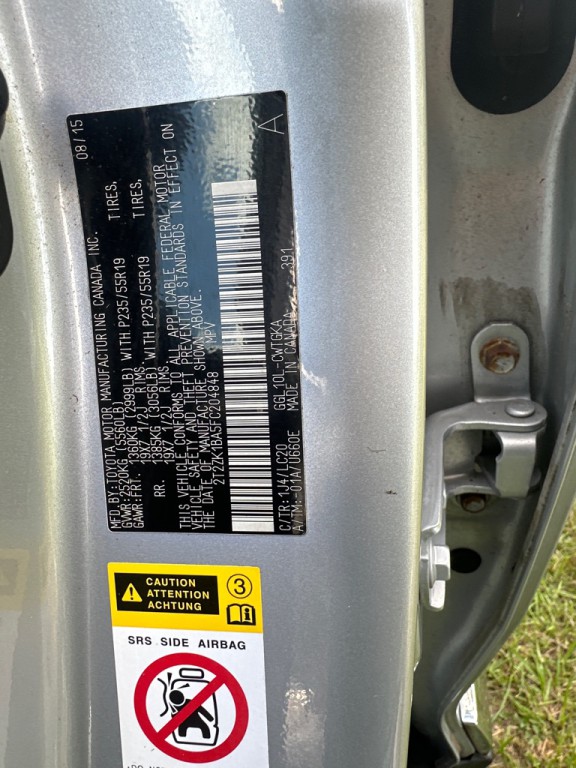 MFD.BY:TOYOTA MOTOR MANUFACTURING CANADA INC. 08/15
GVWR:2520KG (5560LB)
GAWR:FRT. 1360KG (2999LB) WITH P235/55R19 TIRES,
19X7 1/2J RIMS
RR. 1385KG (3056LB) WITH P235/55R19 TIRES,
19X7 1/2J RIMS
THIS VEHICLE CONFORMS TO ALL APPLICABLE FEDERAL MOTOR
VEHICLE SAFETY AND THEFT PREVENTION STANDARDS IN EFFECT ON
THE DATE OF MANUFACTURE SHOWN ABOVE.
2T2ZK1BA5FC204848 MPV
C/TR:1J4/LC20 GGL10L-CWTGKA
A/TM:-01A/U660E MADE IN CANADA 391 A
CAUTION
ATTENTION
ACHTUNG
3
SRS SIDE AIRBAG